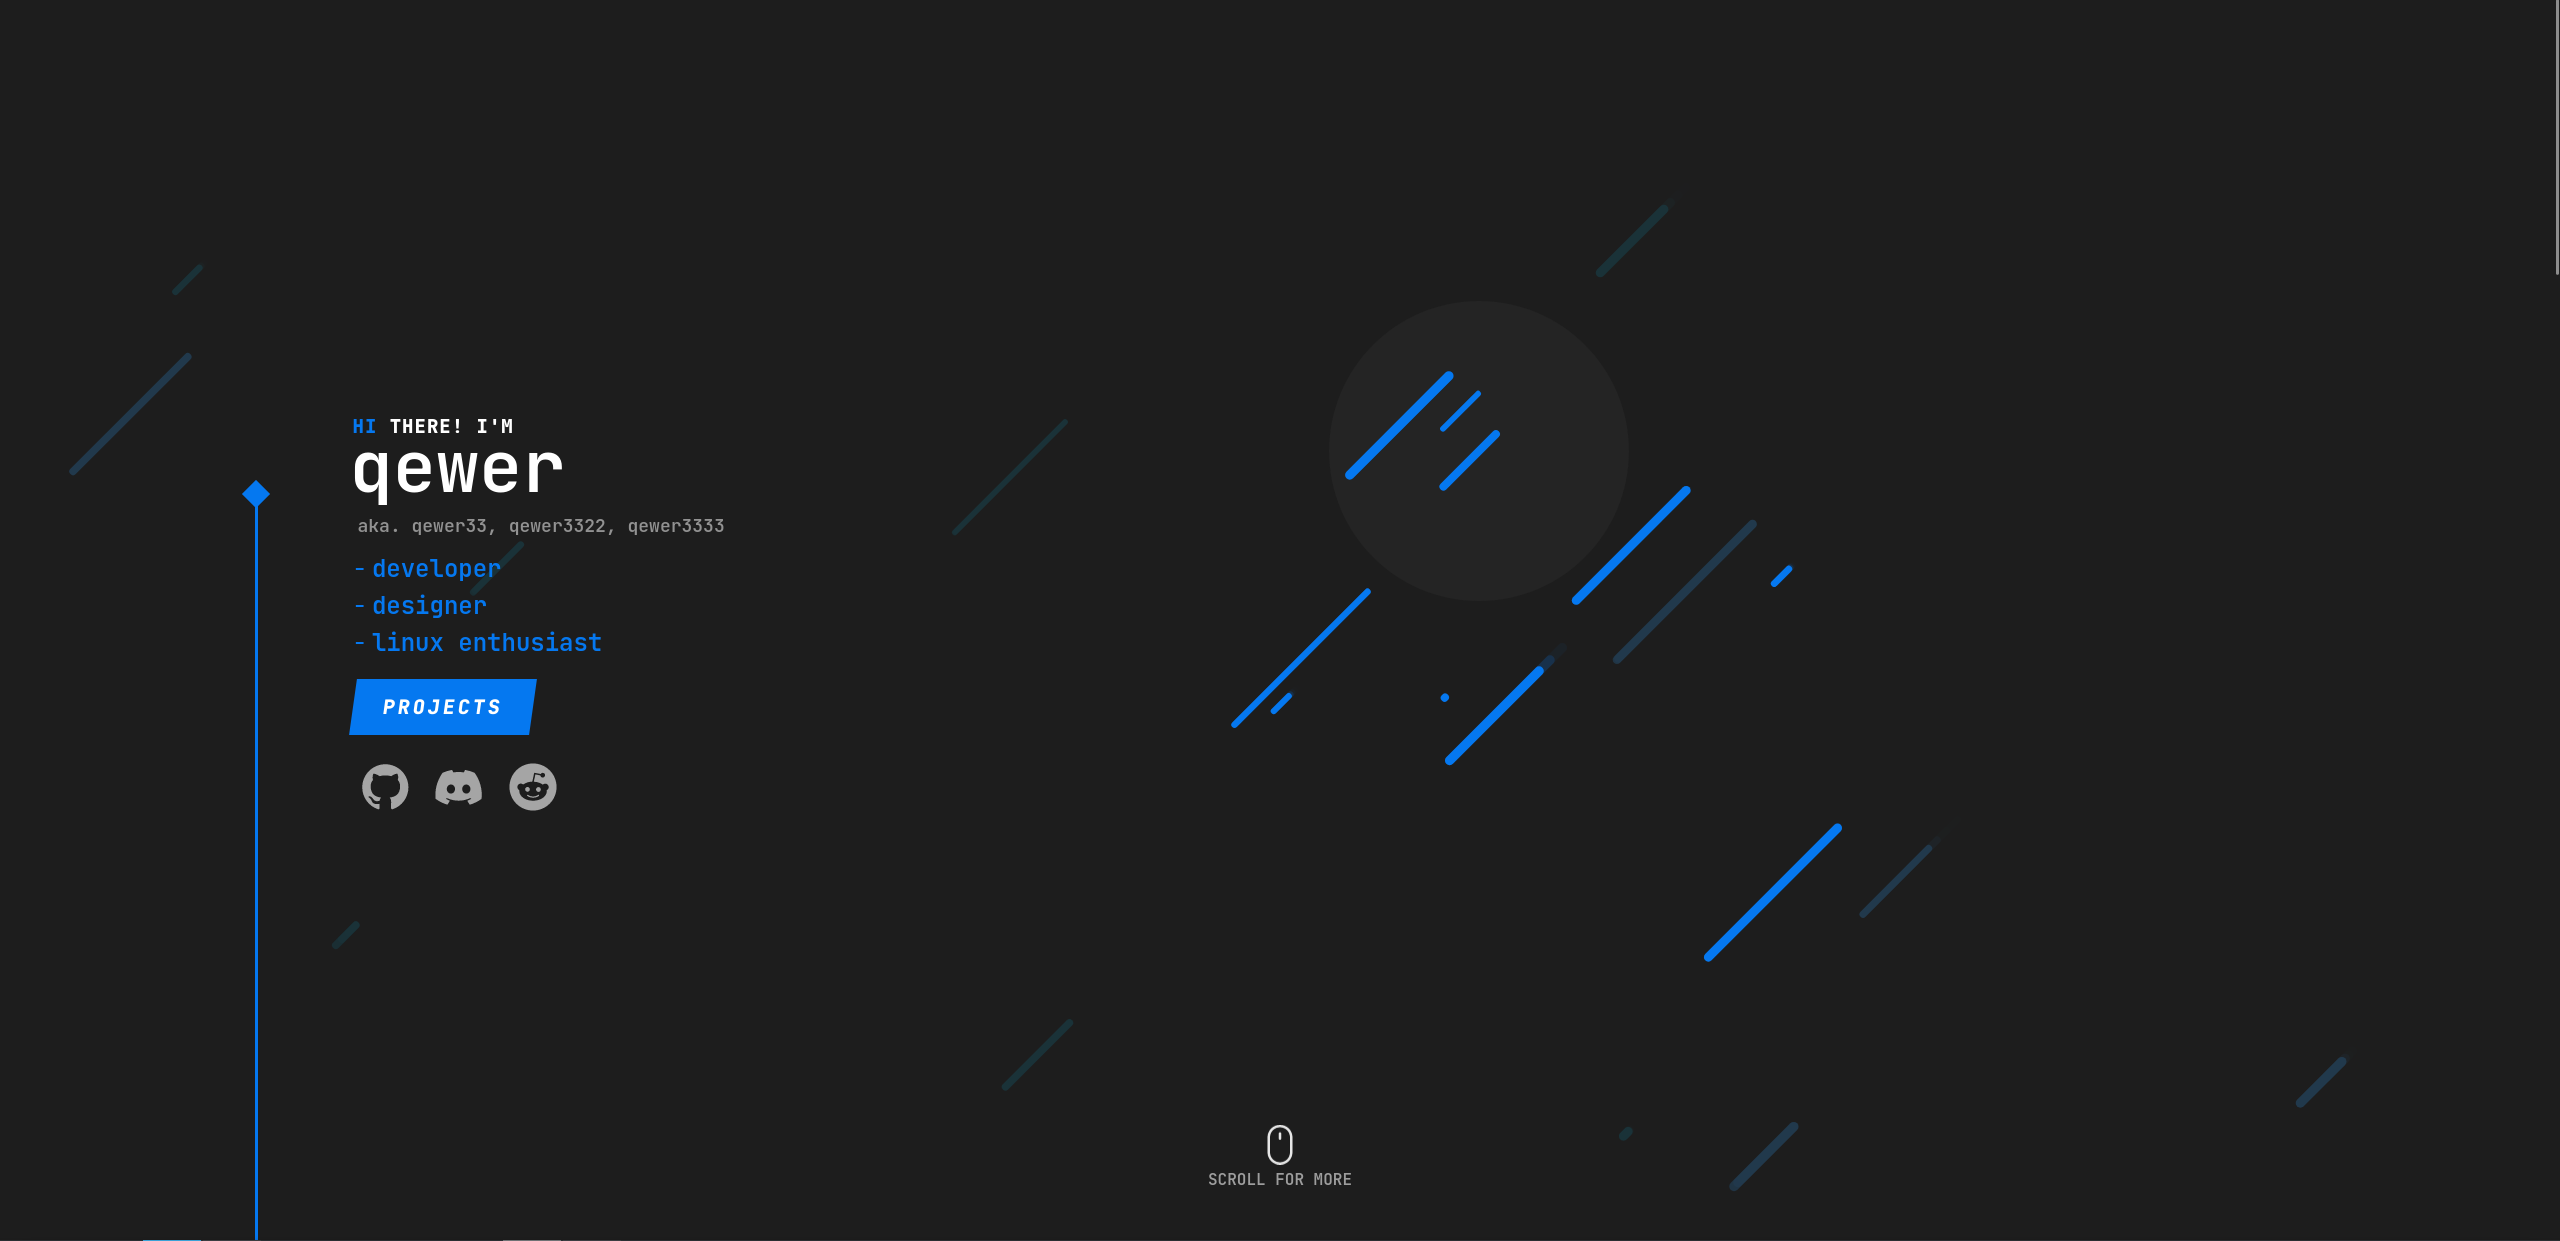 HI THERE! I'M
qewer
aka. qewer33, qewer3322, qewer3333
- developer
- designer
- linux enthusiast
PROJECTS
SCROLL FOR MORE